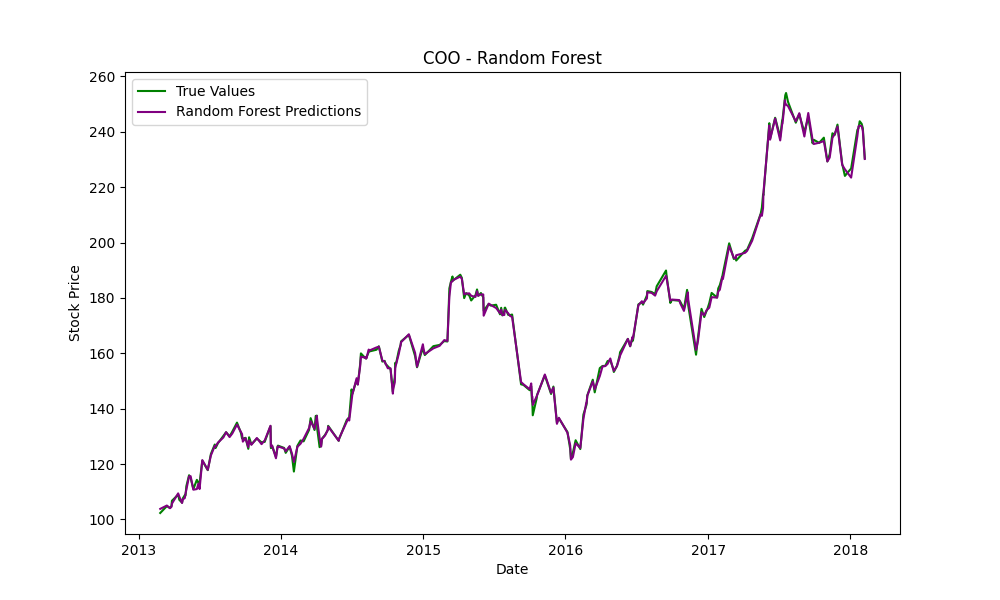 COO - Random Forest
True Values
Random Forest Predictions
260
240
220
200
180
160
140
120
100
Stock Price
2013 2014 2015 2016 2017 2018
Date